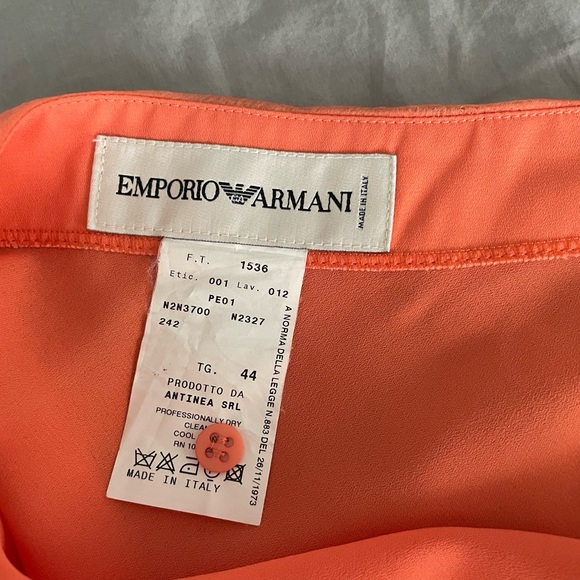 EMPORIO ARMANI
MADE IN ITALY
F.T. 1536
Etic. 001 Lav. 012
PE01
N2N3700 N2327
242
TG. 44
PRODOTTO DA
ANTINEA SRL
PROFESSIONALLY DRY
CLEAN
COOL
RN 10
MADE IN ITALY
A NORMA DELLA LEGGE N.883 DEL 26/11/1973